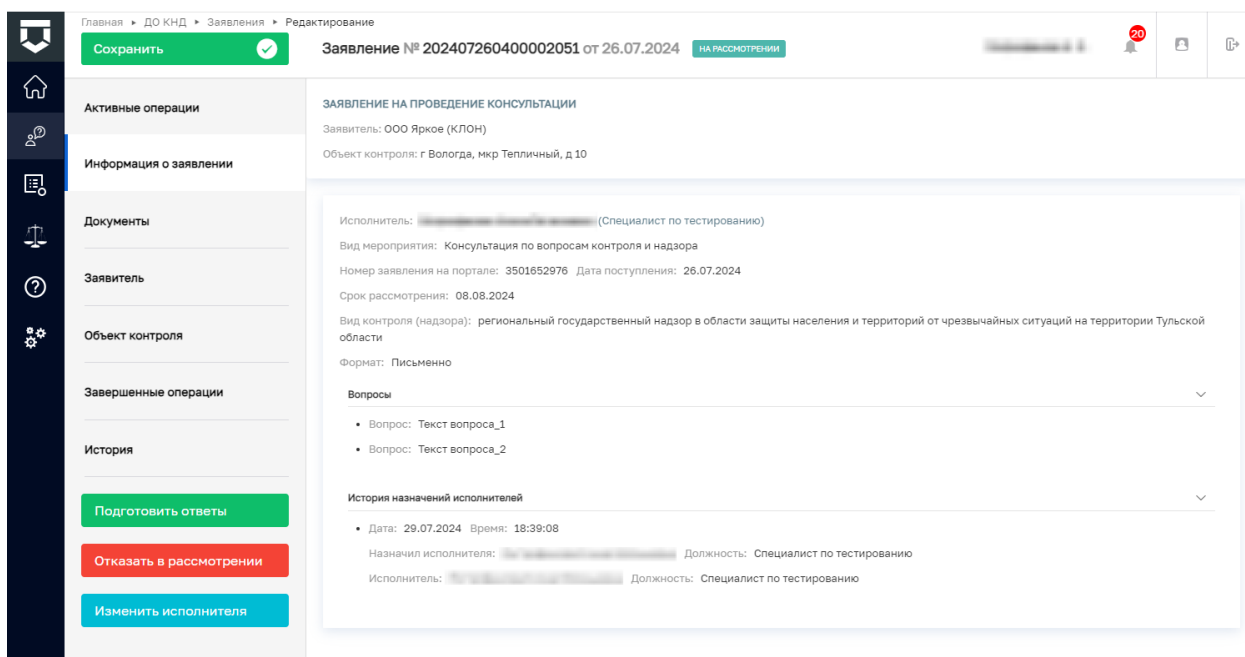 Главная ▸ ДО КНД ▸ Заявления ▸ Редактирование
Сохранить
Заявление № 202407260400002051 от 26.07.2024 НА РАССМОТРЕНИИ
20
Активные операции
Информация о заявлении
Документы
Заявитель
Объект контроля
Завершенные операции
История
Подготовить ответы
Отказать в рассмотрении
Изменить исполнителя
ЗАЯВЛЕНИЕ НА ПРОВЕДЕНИЕ КОНСУЛЬТАЦИИ
Заявитель: ООО Яркое (КЛОН)
Объект контроля: г Вологда, мкр Тепличный, д 10
Исполнитель: (Специалист по тестированию)
Вид мероприятия: Консультация по вопросам контроля и надзора
Номер заявления на портале: 3501652976 Дата поступления: 26.07.2024
Срок рассмотрения: 08.08.2024
Вид контроля (надзора): региональный государственный надзор в области защиты населения и территорий от чрезвычайных ситуаций на территории Тульской
области
Формат: Письменно
Вопросы
• Вопрос: Текст вопроса_1
• Вопрос: Текст вопроса_2
История назначений исполнителей
• Дата: 29.07.2024 Время: 18:39:08
Назначил исполнителя: Должность: Специалист по тестированию
Исполнитель: Должность: Специалист по тестированию